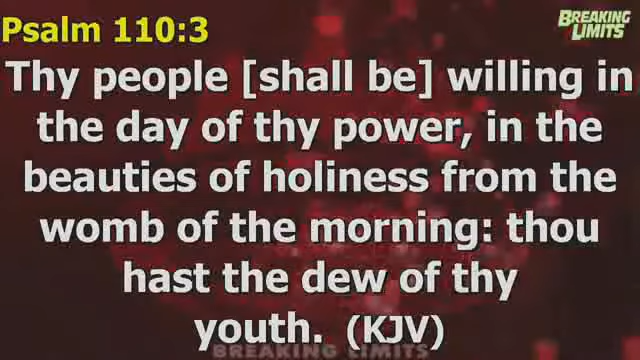 Psalm 110:3
BREAKING
LIMITS
Thy people [shall be] willing in
the day of thy power, in the
beauties of holiness from the
womb of the morning: thou
hast the dew of thy
youth. (KJV)
BREAKING LIMITS